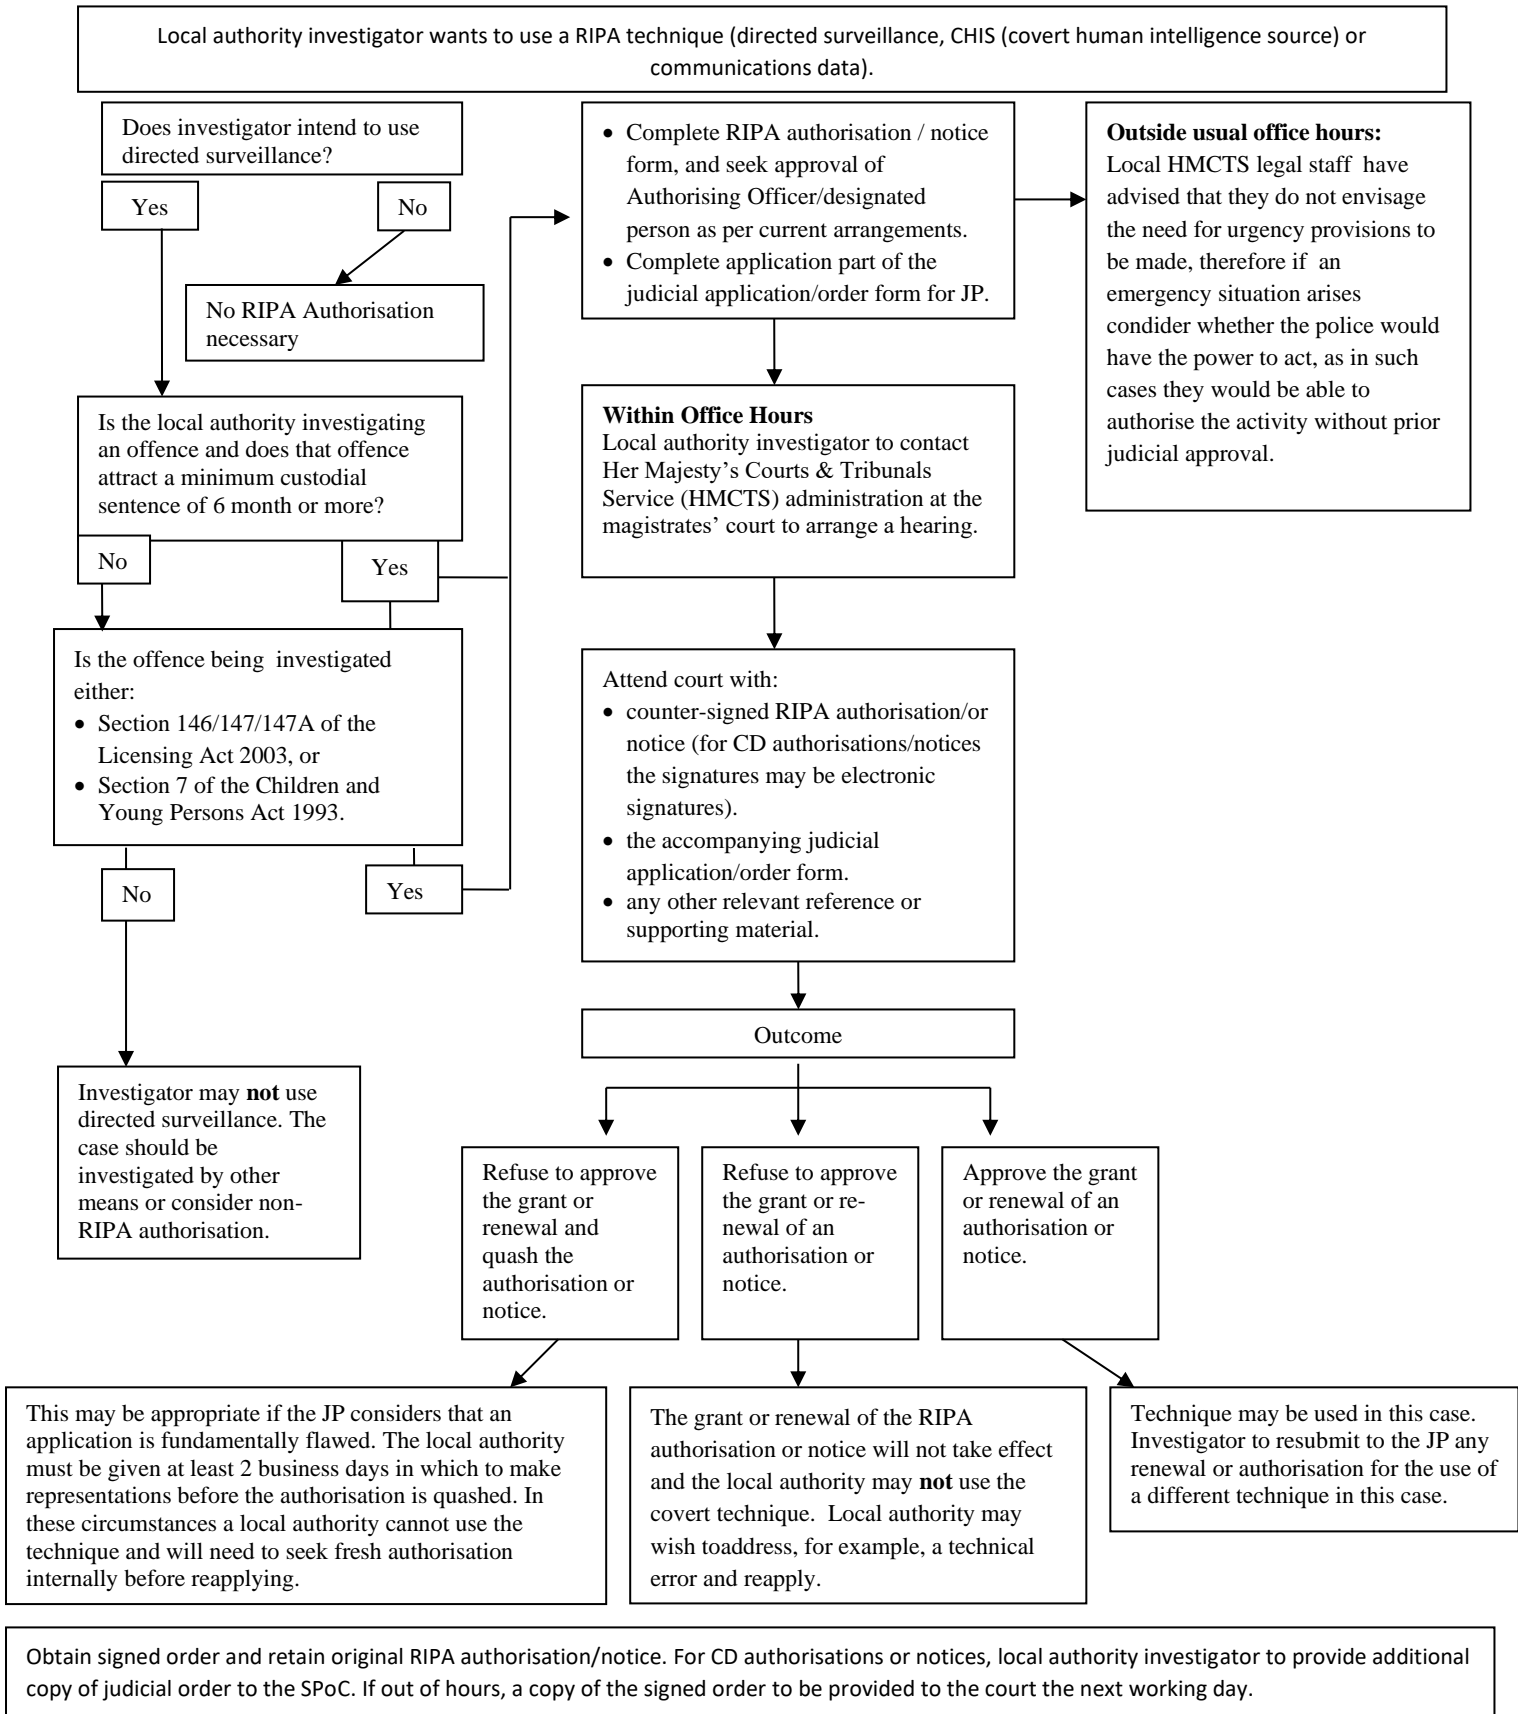 Local authority investigator wants to use a RIPA technique (directed surveillance, CHIS (covert human intelligence source) or
communications data).
Does investigator intend to use
directed surveillance?
Yes
No
No RIPA Authorisation
necessary
Is the local authority investigating
an offence and does that offence
attract a minimum custodial
sentence of 6 month or more?
No
Yes
Is the offence being investigated
either:
• Section 146/147/147A of the
Licensing Act 2003, or
• Section 7 of the Children and
Young Persons Act 1993.
No
Yes
Investigator may not use
directed surveillance. The
case should be
investigated by other
means or consider non-
RIPA authorisation.
• Complete RIPA authorisation / notice
form, and seek approval of
Authorising Officer/designated
person as per current arrangements.
• Complete application part of the
judicial application/order form for JP.
Outside usual office hours:
Local HMCTS legal staff have
advised that they do not envisage
the need for urgency provisions to
be made, therefore if an
emergency situation arises
condider whether the police would
have the power to act, as in such
cases they would be able to
authorise the activity without prior
judicial approval.
Within Office Hours
Local authority investigator to contact
Her Majesty’s Courts & Tribunals
Service (HMCTS) administration at the
magistrates’ court to arrange a hearing.
Attend court with:
• counter-signed RIPA authorisation/or
notice (for CD authorisations/notices
the signatures may be electronic
signatures).
• the accompanying judicial
application/order form.
• any other relevant reference or
supporting material.
Outcome
Refuse to approve
the grant or
renewal and
quash the
authorisation or
notice.
Refuse to approve
the grant or re-
newal of an
authorisation or
notice.
Approve the grant
or renewal of an
authorisation or
notice.
This may be appropriate if the JP considers that an
application is fundamentally flawed. The local authority
must be given at least 2 business days in which to make
representations before the authorisation is quashed. In
these circumstances a local authority cannot use the
technique and will need to seek fresh authorisation
internally before reapplying.
The grant or renewal of the RIPA
authorisation or notice will not take effect
and the local authority may not use the
covert technique. Local authority may
wish toaddress, for example, a technical
error and reapply.
Technique may be used in this case.
Investigator to resubmit to the JP any
renewal or authorisation for the use of
a different technique in this case.
Obtain signed order and retain original RIPA authorisation/notice. For CD authorisations or notices, local authority investigator to provide additional
copy of judicial order to the SPoC. If out of hours, a copy of the signed order to be provided to the court the next working day.